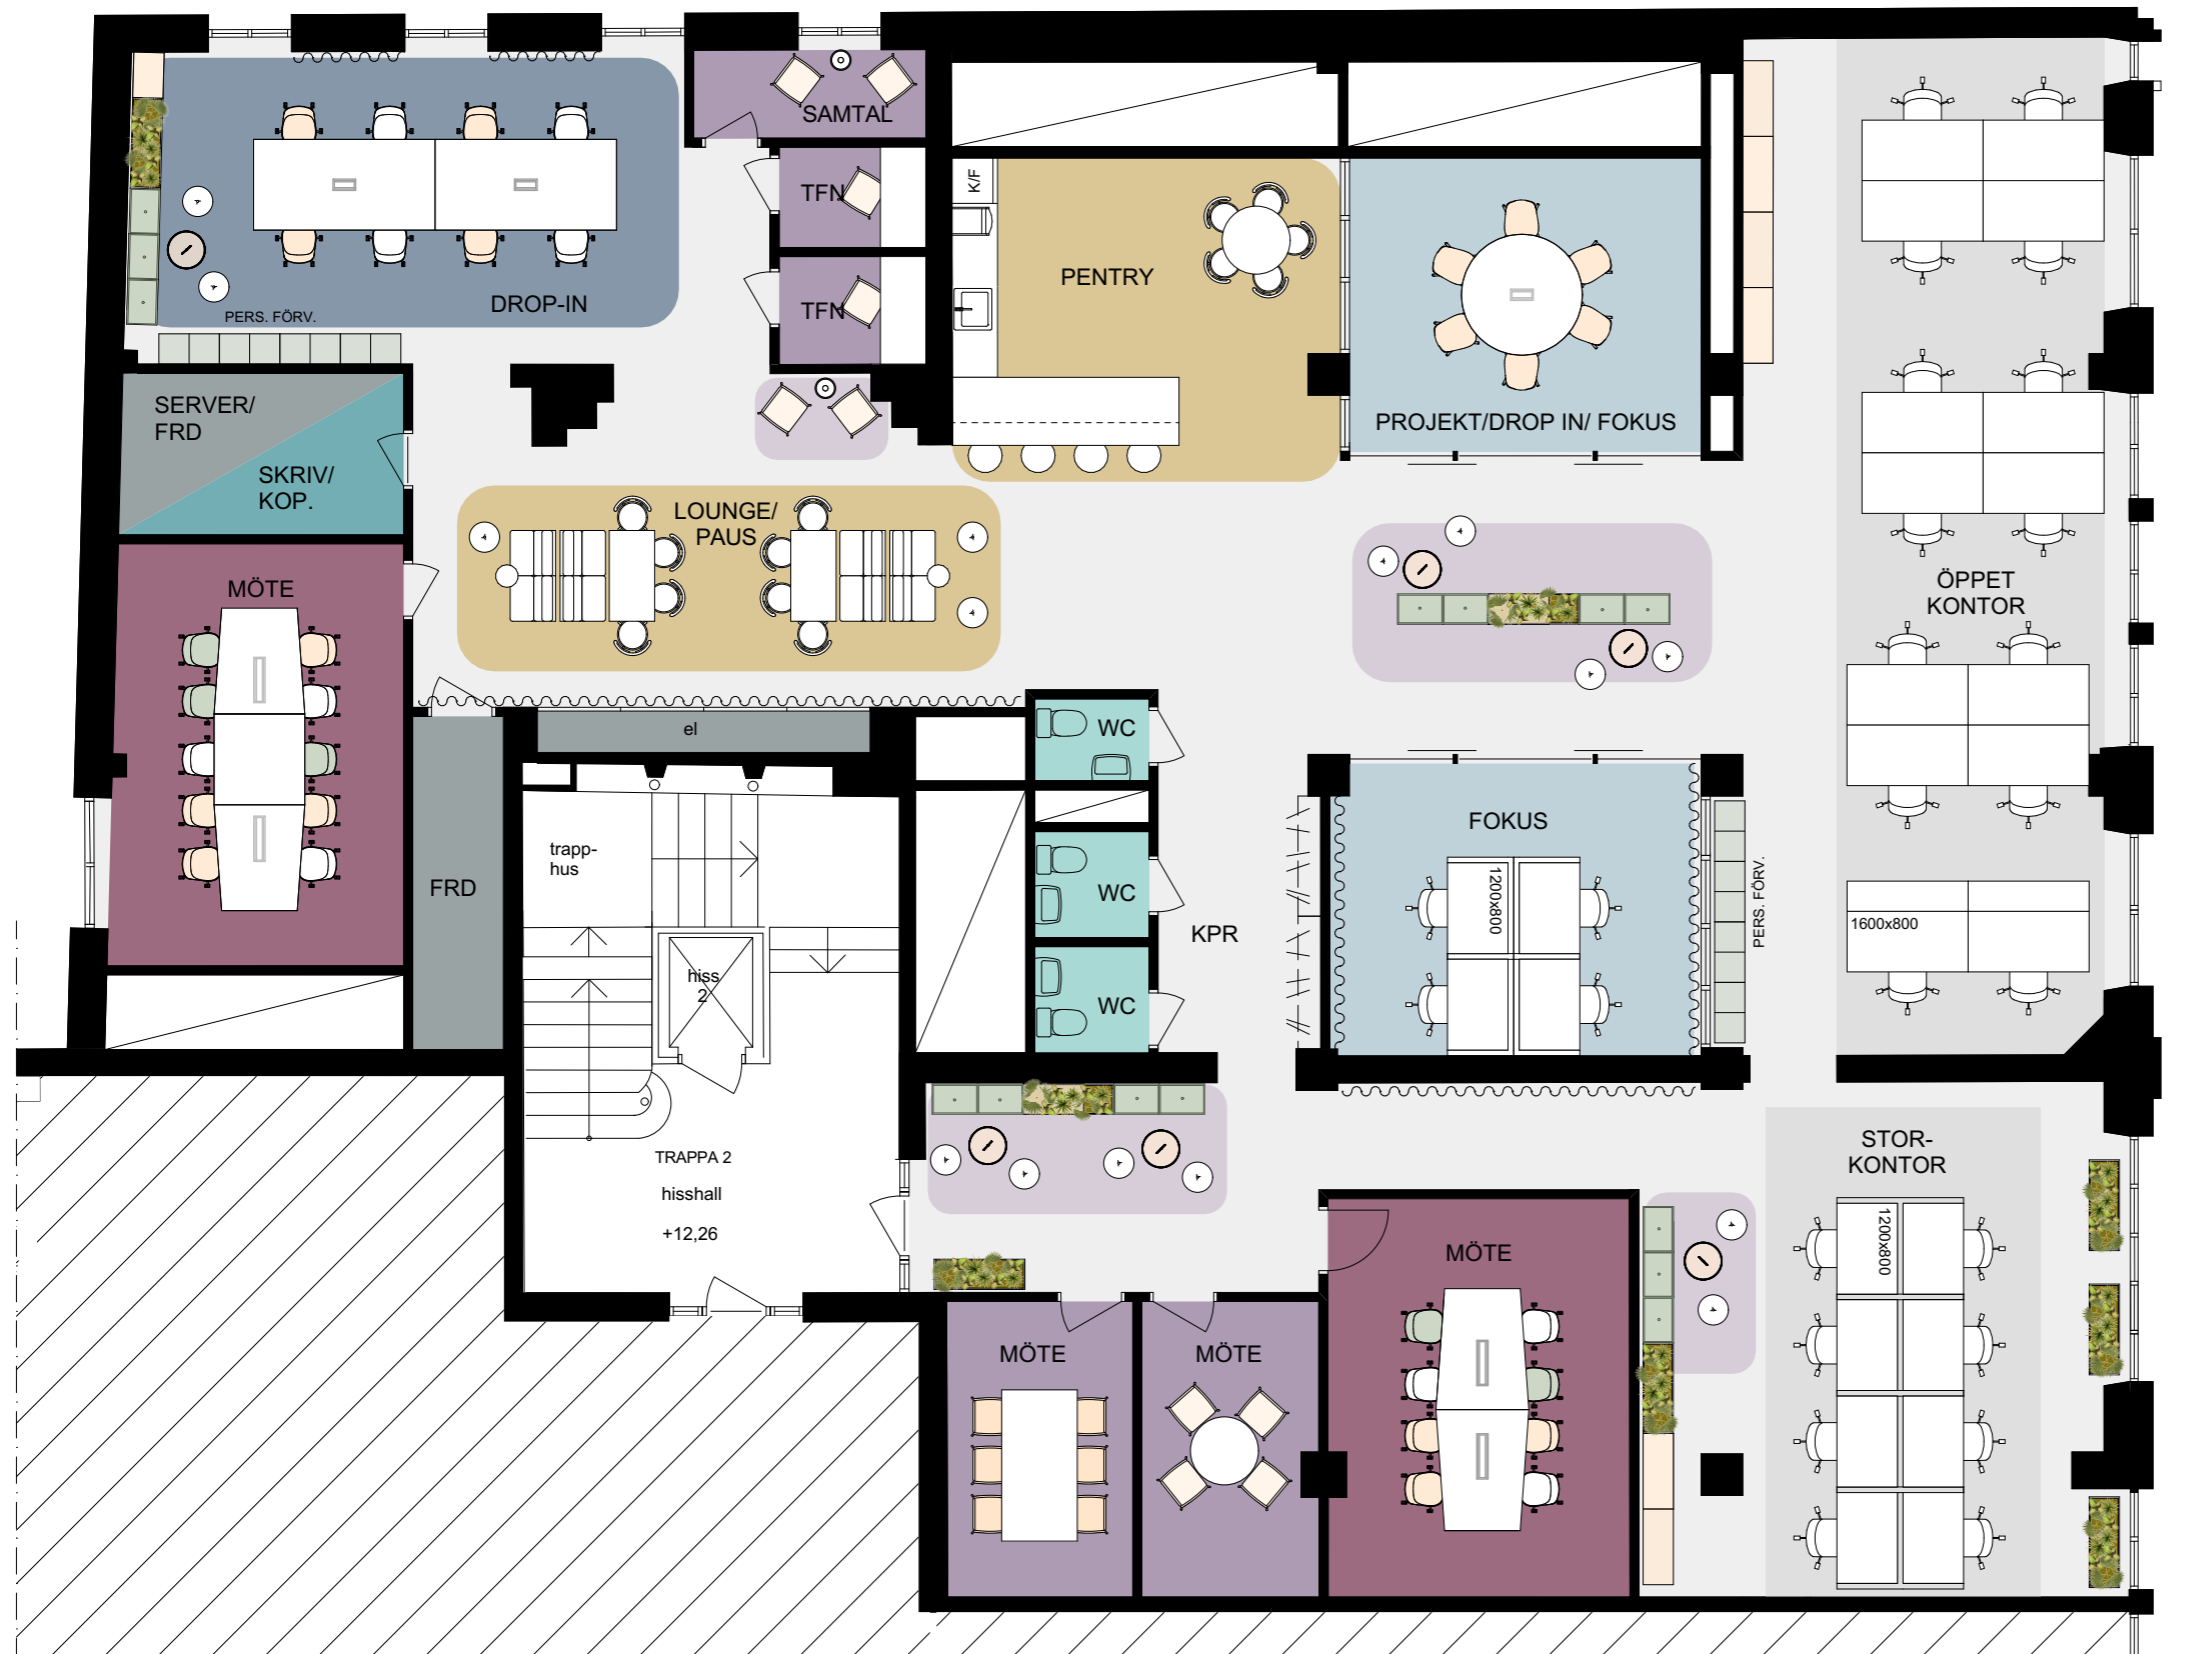 SAMTAL
TFN
TFN
K/F
PENTRY
DROP-IN
PERS. FÖRV.
PROJEKT/DROP IN/ FOKUS
SERVER/
FRD
SKRIV/
KOP.
LOUNGE/
PAUS
MÖTE
ÖPPET
KONTOR
el
WC
trapp-
hus
FRD
WC
KPR
FOKUS
1200x800
PERS. FÖRV.
1600x800
hiss
2
WC
TRAPPA 2
hisshall
+12,26
STOR-
KONTOR
1200x800
MÖTE
MÖTE
MÖTE